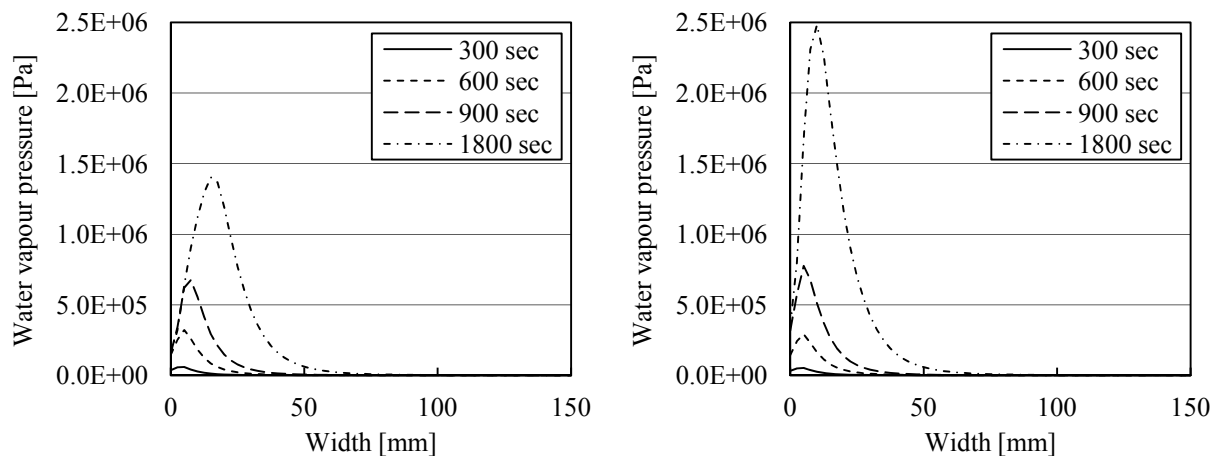 Water vapour pressure [Pa]
2.5E+06
2.0E+06
1.5E+06
1.0E+06
5.0E+05
0.0E+00
300 sec
600 sec
900 sec
1800 sec
0 50 100 150
Width [mm]
Water vapour pressure [Pa]
2.5E+06
2.0E+06
1.5E+06
1.0E+06
5.0E+05
0.0E+00
300 sec
600 sec
900 sec
1800 sec
0 50 100 150
Width [mm]